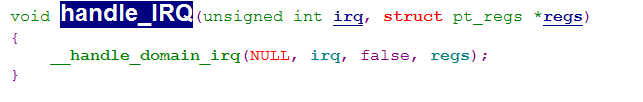 void handle_IRQ(unsigned int irq, struct pt_regs *regs)
{
    __handle_domain_irq(NULL, irq, false, regs);
}